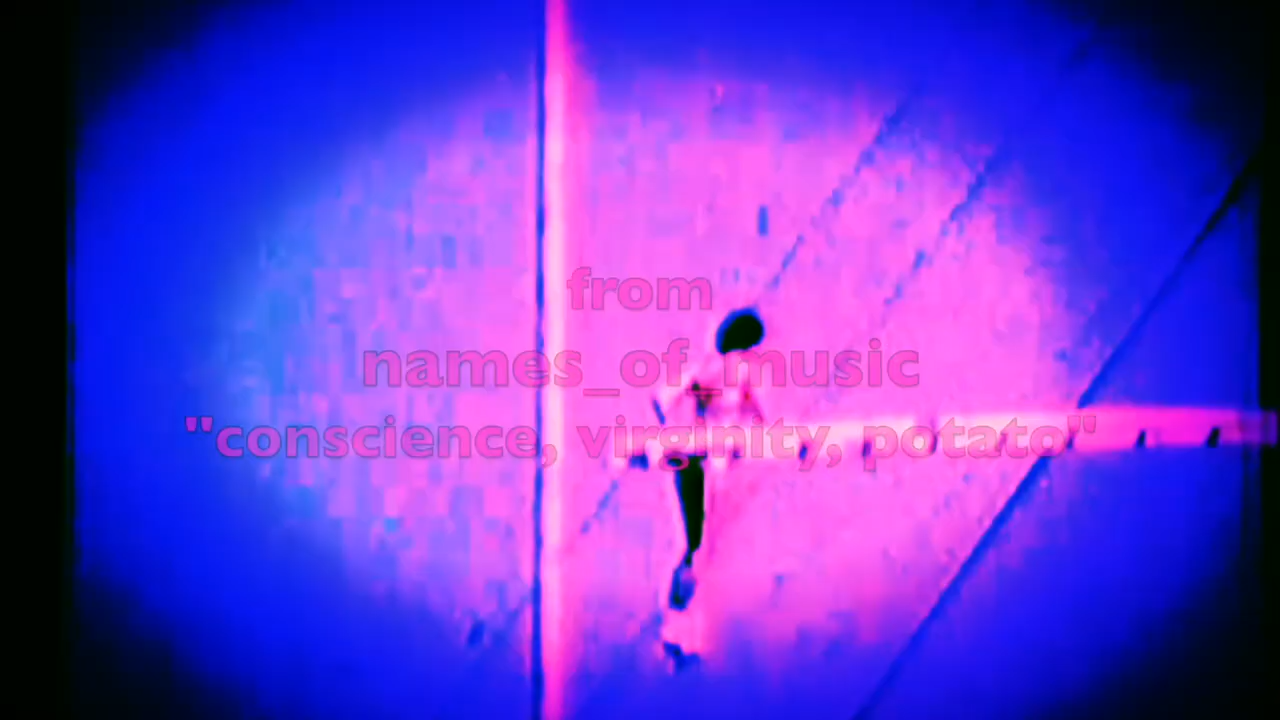 from
names_of_music
"conscience, virginity, potato"